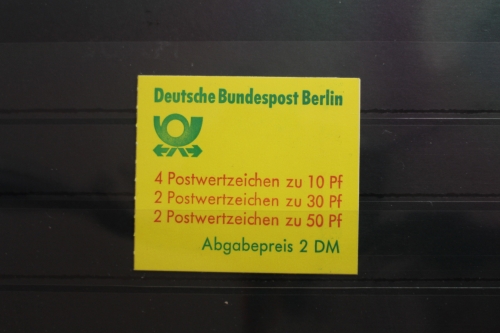 Deutsche Bundespost Berlin
4 Postwertzeichen zu 10 Pf
2 Postwertzeichen zu 30 Pf
2 Postwertzeichen zu 50 Pf
Abgabepreis 2 DM